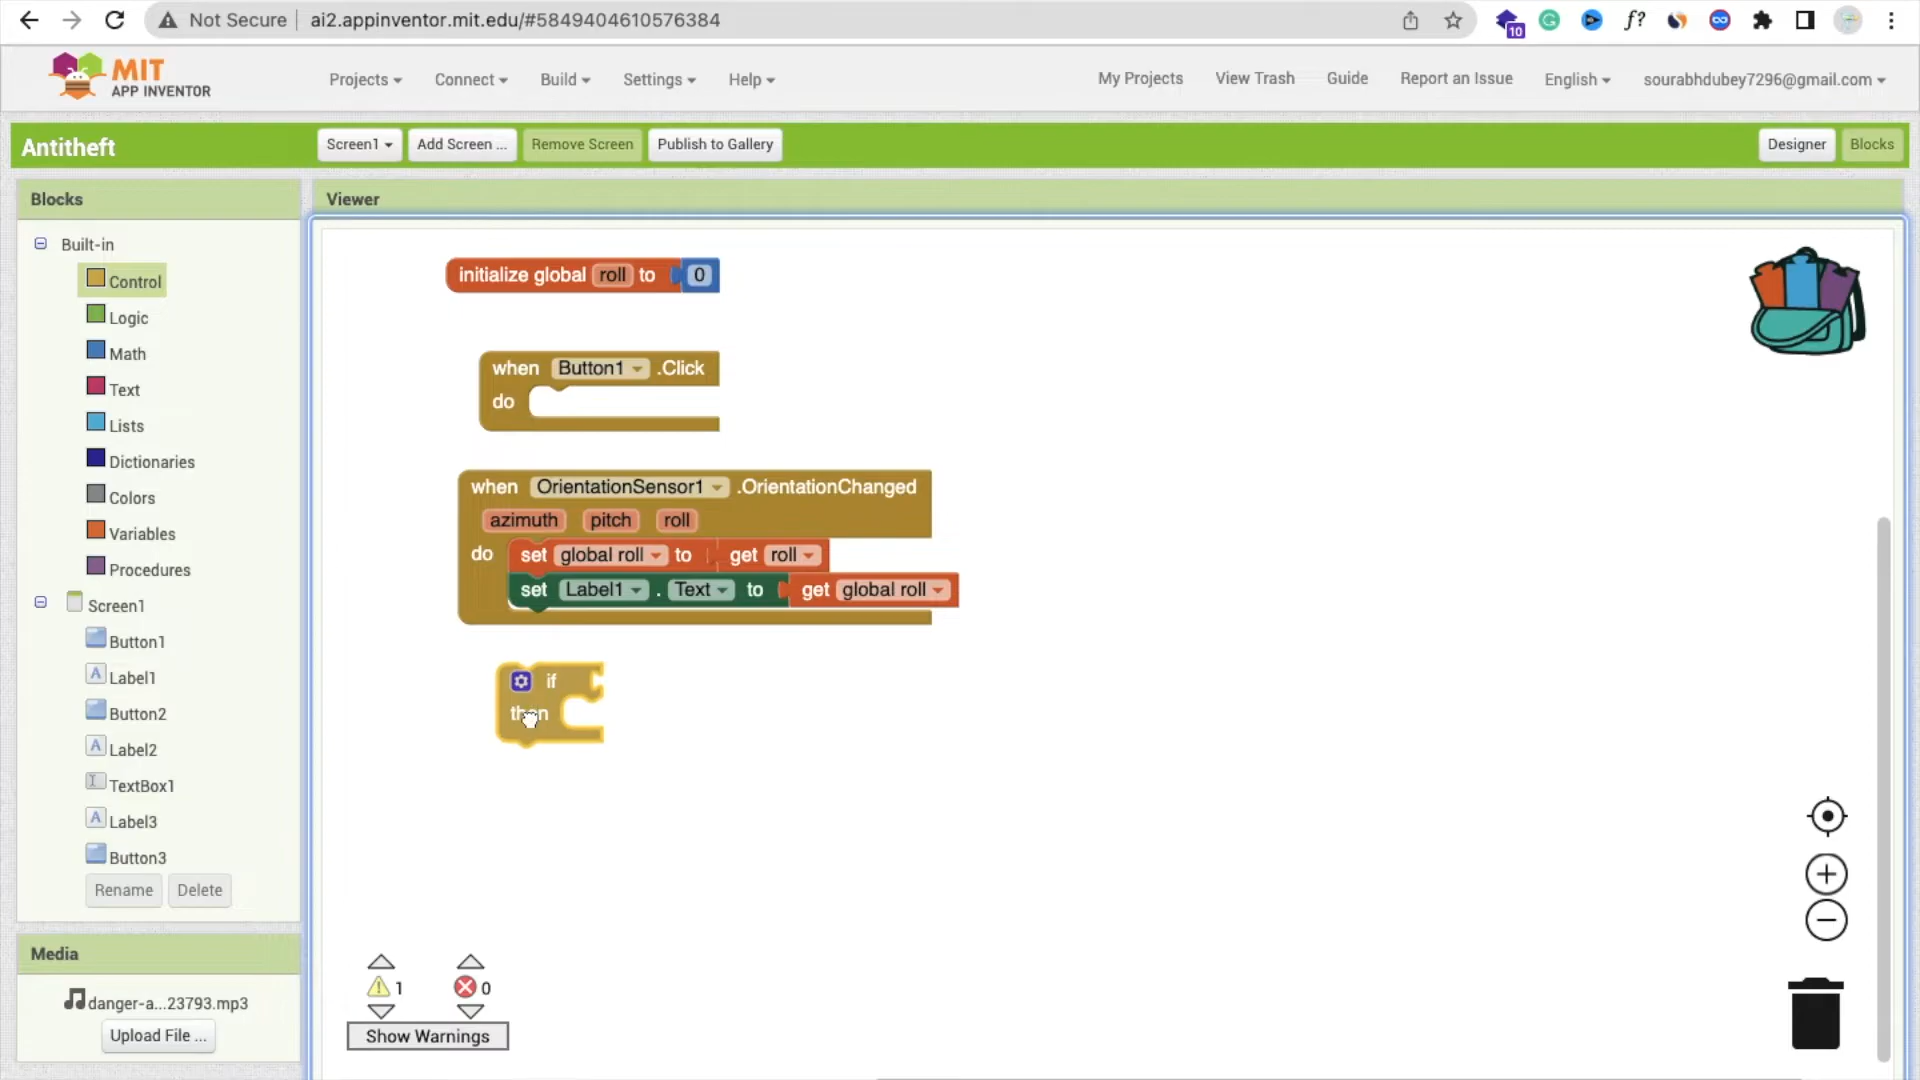 Not Secure ai2.appinventor.mit.edu/#5849404610576384
10
f?
MIT
APP INVENTOR
Projects Connect Build Settings Help My Projects View Trash Guide Report an Issue English sourabhdubey7296@gmail.com
Antitheft Screen1 Add Screen ... Remove Screen Publish to Gallery Designer Blocks
Blocks
Viewer
Built-in
Control
Logic
Math
Text
Lists
Dictionaries
Colors
Variables
Procedures
Screen1
Button1
Label1
Button2
Label2
TextBox1
Label3
Button3
Rename Delete
Media
danger-a...23793.mp3
Upload File ...
initialize global roll to 0
when Button1 .Click
do
when OrientationSensor1 .OrientationChanged
azimuth pitch roll
do set global roll to get roll
set Label1 . Text to get global roll
if
then
1 0
Show Warnings